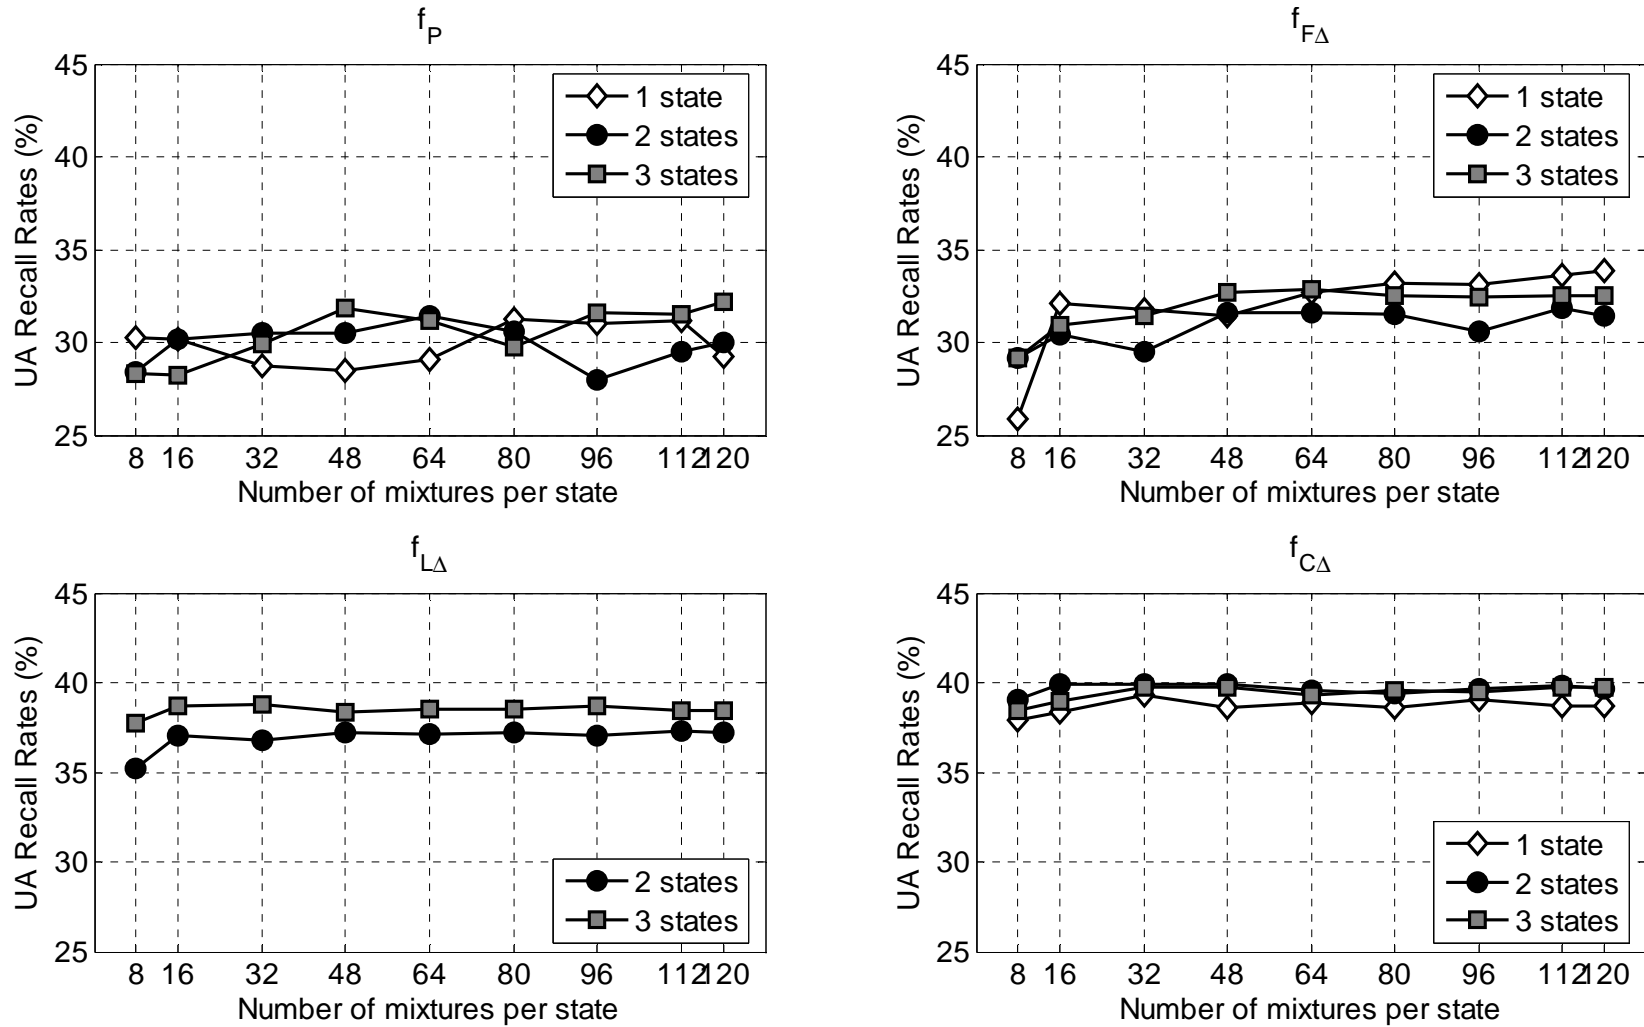 f_P
UA Recall Rates (%)
45
40
35
30
25
1 state
2 states
3 states
8 16 32 48 64 80 96 112 120
Number of mixtures per state
f_FΔ
UA Recall Rates (%)
45
40
35
30
25
1 state
2 states
3 states
8 16 32 48 64 80 96 112 120
Number of mixtures per state
f_LΔ
UA Recall Rates (%)
45
40
35
30
25
2 states
3 states
8 16 32 48 64 80 96 112 120
Number of mixtures per state
f_CΔ
UA Recall Rates (%)
45
40
35
30
25
1 state
2 states
3 states
8 16 32 48 64 80 96 112 120
Number of mixtures per state